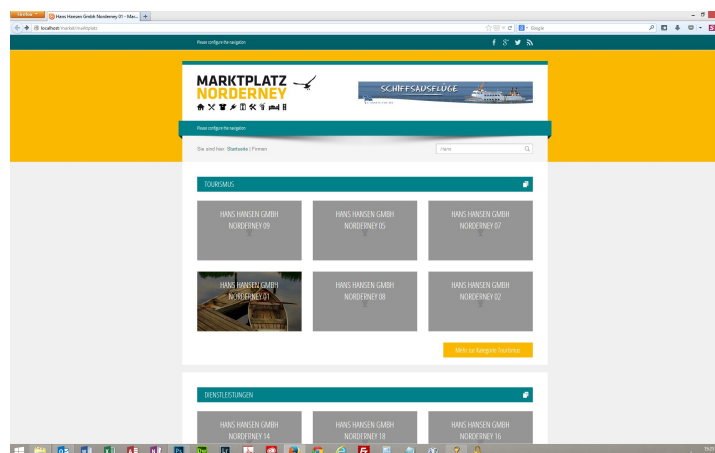 Hans Hansen Gmbh Norderney 01 - Mar...
localhost
Google
Please configure the navigation
MARKTPLATZ
NORDERNEY
SCHIFFSAUSFLÜGE
Please configure the navigation
Sie sind hier: Startseite | Firmen
Hans
TOURISMUS
HANS HANSEN GMBH
NORDERNEY 09
HANS HANSEN GMBH
NORDERNEY 05
HANS HANSEN GMBH
NORDERNEY 07
HANS HANSEN GMBH
NORDERNEY 01
HANS HANSEN GMBH
NORDERNEY 08
HANS HANSEN GMBH
NORDERNEY 02
Mehr zur Kategorie Tourismus
DIENSTLEISTUNGEN
HANS HANSEN GMBH
NORDERNEY 14
HANS HANSEN GMBH
NORDERNEY 18
HANS HANSEN GMBH
NORDERNEY 16